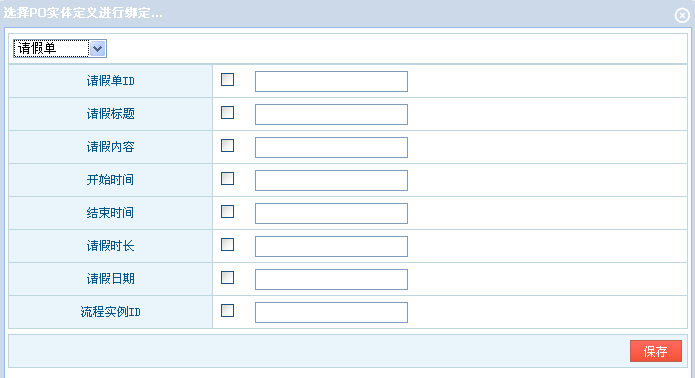 选择PO实体定义进行绑定...
请假单
请假单ID
请假标题
请假内容
开始时间
结束时间
请假时长
请假日期
流程实例ID
保存